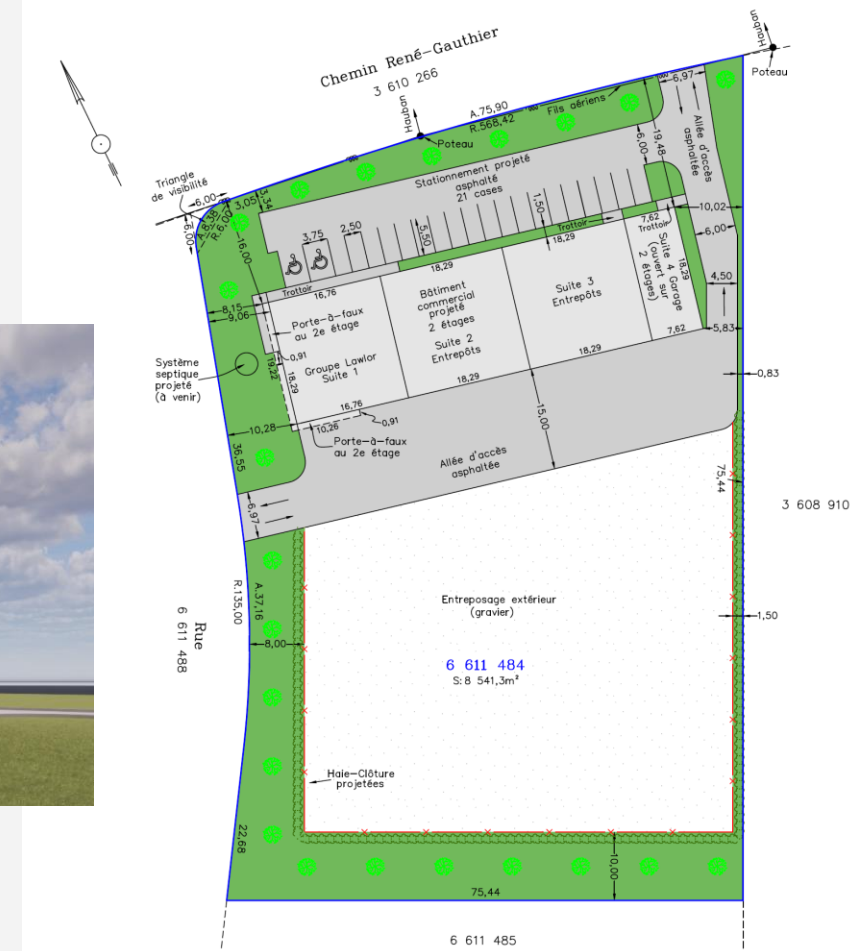 Hauban
Poteau
Chemin René-Gauthier
3 610 266
Hauban
A.75,90
R.568,42
Fils aériens
6,97
Poteau
Allée d'accès
asphaltée
19,48
6,00
Triangle
de visibilité
6,00
6,00
A.8,38
R.6,00
3,05
3,34
16,00
Stationnement projeté
asphalté
21 cases
3,75
2,50
5,50
1,50
Trottoir
18,29
7,62
Trottoir
10,02
6,00
4,50
5,83
0,83
Trottoir
16,76
18,29
8,15
9,06
Porte-à-faux
au 2e étage
0,91
Groupe Lawlor
Suite 1
19,22
18,29
Bâtiment
commercial
projeté
2 étages
Suite 2
Entrepôts
Suite 3
Entrepôts
Suite 4 Garage
(ouvert sur
2 étages)
18,29
7,62
18,29
18,29
Système
septique
projeté
(à venir)
16,76
10,26
0,91
10,28
Porte-à-faux
au 2e étage
36,55
15,00
Allée d'accès
asphaltée
6,97
75,44
3 608 910
R.135,00
A.37,16
Rue
6 611 488
8,00
Entreposage extérieur
(gravier)
1,50
6 611 484
S: 8 541,3m²
Haie-Clôture
projetées
22,68
10,00
75,44
6 611 485